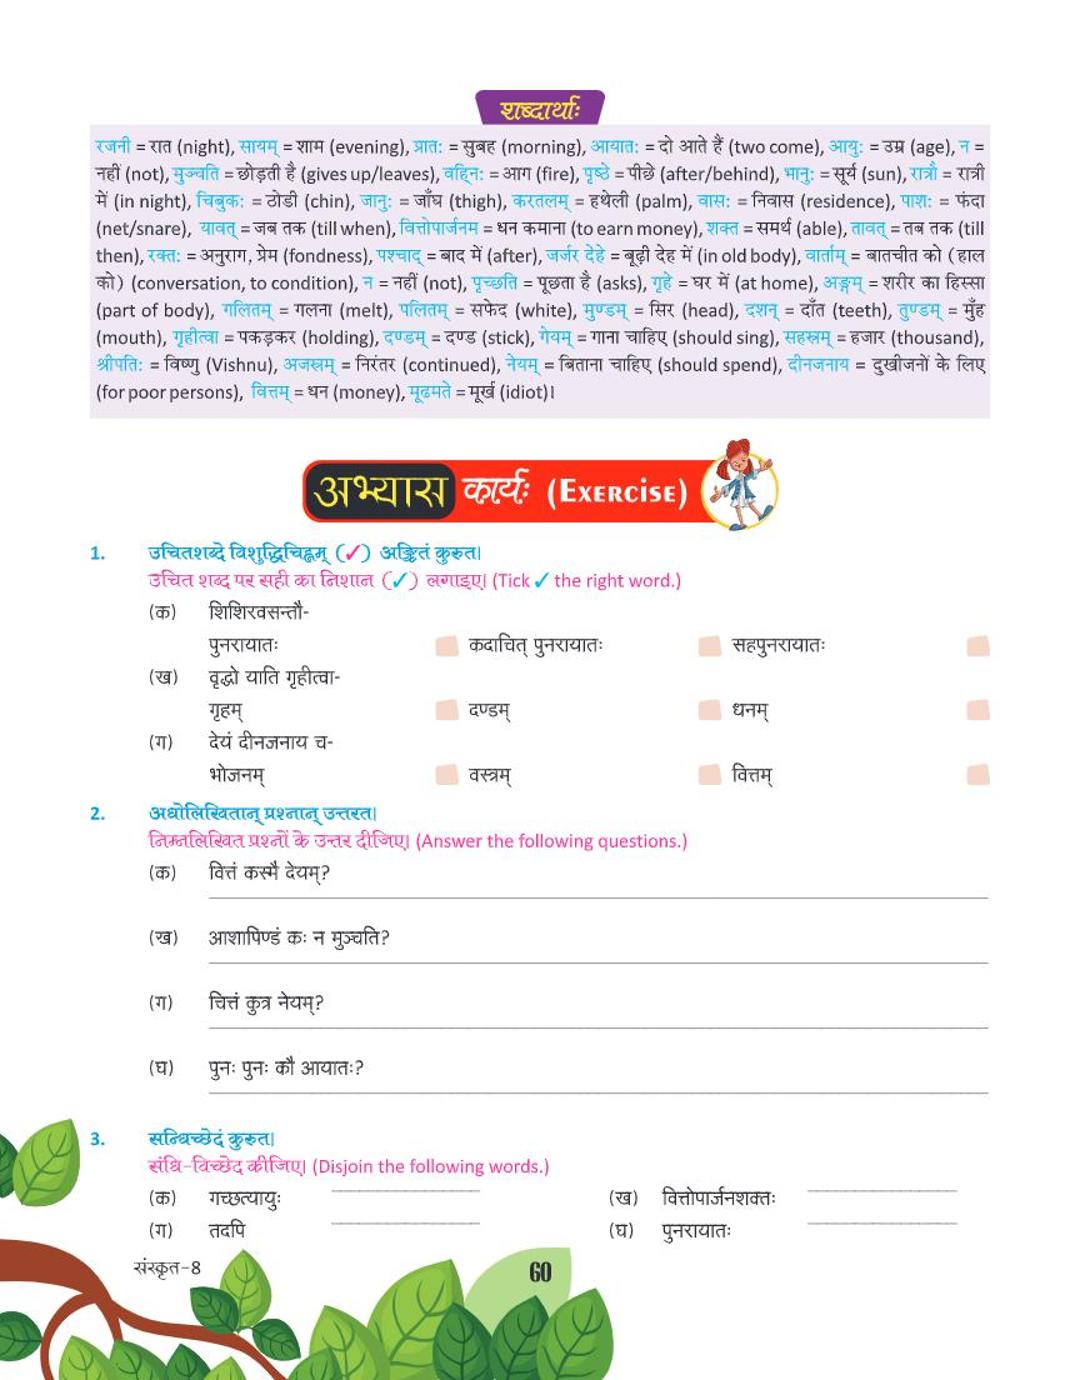 शब्दार्थाः
रजनी = रात (night), सायम् = शाम (evening), प्रात: = सुबह (morning), आयात: = दो आते हैं (two come), आयु: = उम्र (age), न =
नहीं (not), मुञ्चति = छोड़ती है (gives up/leaves), वह्नि: = आग (fire), पृष्ठे = पीछे (after/behind), भानु: = सूर्य (sun), रात्रौ = रात्री
में (in night), चिबुक: = ठोडी (chin), जानु: = जाँघ (thigh), करतलम् = हथेली (palm), वास: = निवास (residence), पाश: = फंदा
(net/snare), यावत् = जब तक (till when), वित्तोपार्जनम = धन कमाना (to earn money), शक्त = समर्थ (able), तावत् = तब तक (till
then), रक्त: = अनुराग, प्रेम (fondness), पश्चाद् = बाद में (after), जर्जर देहे = बूढ़ी देह में (in old body), वार्ताम् = बातचीत को (हाल
को) (conversation, to condition), न = नहीं (not), पृच्छति = पूछता है (asks), गृहे = घर में (at home), अङ्गम् = शरीर का हिस्सा
(part of body), गलितम् = गलना (melt), पलितम् = सफेद (white), मुण्डम् = सिर (head), दशन् = दाँत (teeth), तुण्डम् = मुँह
(mouth), गृहीत्वा = पकड़कर (holding), दण्डम् = दण्ड (stick), गेयम् = गाना चाहिए (should sing), सहस्त्रम् = हजार (thousand),
श्रीपति: = विष्णु (Vishnu), अजस्त्रम् = निरंतर (continued), नेयम् = बिताना चाहिए (should spend), दीनजनाय = दुखीजनों के लिए
(for poor persons), वित्तम् = धन (money), मूढमते = मूर्ख (idiot)।
अभ्यास कार्यः (EXERCISE)
1. उचितशब्दे विशुद्धिचिह्नम् (✓) अङ्कितं कुरुत।
उचित शब्द पर सही का निशान (✓) लगाइए। (Tick ✓ the right word.)
(क) शिशिरवसन्तौ-
पुनरायातः कदाचित् पुनरायातः सहपुनरायातः
(ख) वृद्धो याति गृहीत्वा-
गृहम् दण्डम् धनम्
(ग) देयं दीनजनाय च-
भोजनम् वस्त्रम् वित्तम्
2. अधोलिखितान् प्रश्नान् उत्तरत।
निम्नलिखित प्रश्नों के उत्तर दीजिए। (Answer the following questions.)
(क) वित्तं कस्मै देयम्?
(ख) आशापिण्डं कः न मुञ्चति?
(ग) चित्तं कुत्र नेयम्?
(घ) पुनः पुनः कौ आयातः?
3. सन्धिच्छेदं कुरुत।
संधि-विच्छेद कीजिए। (Disjoin the following words.)
(क) गच्छत्यायुः (ख) वित्तोपार्जनशक्तः
(ग) तदपि (घ) पुनरायातः
संस्कृत-8
60